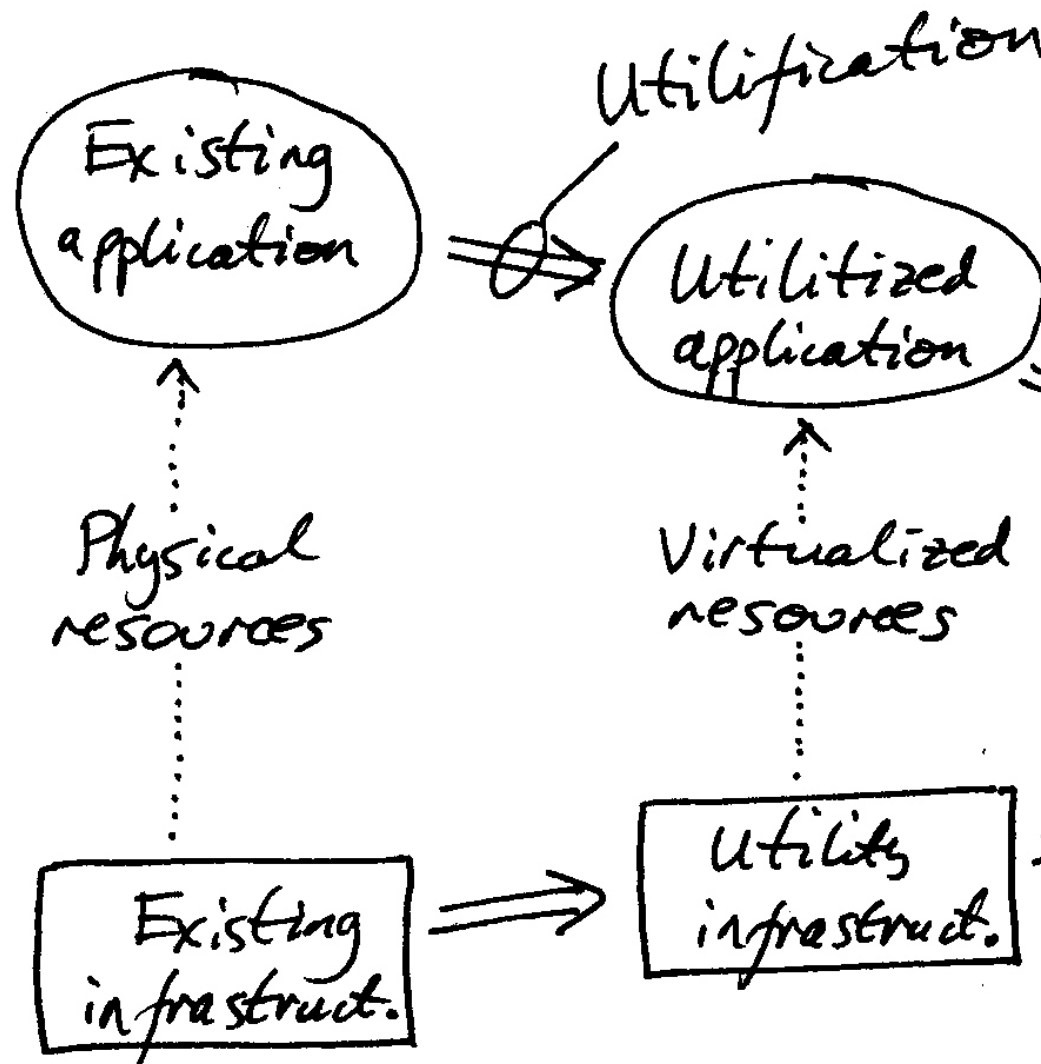 Utilification
Existing
application
Utilitized
application
Physical
resources
Virtualized
resources
Existing
infrastruct.
Utility
infrastruct.